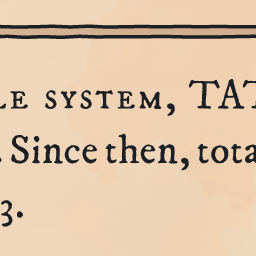 LE SYSTEM, TAT
. Since then, tota
3.